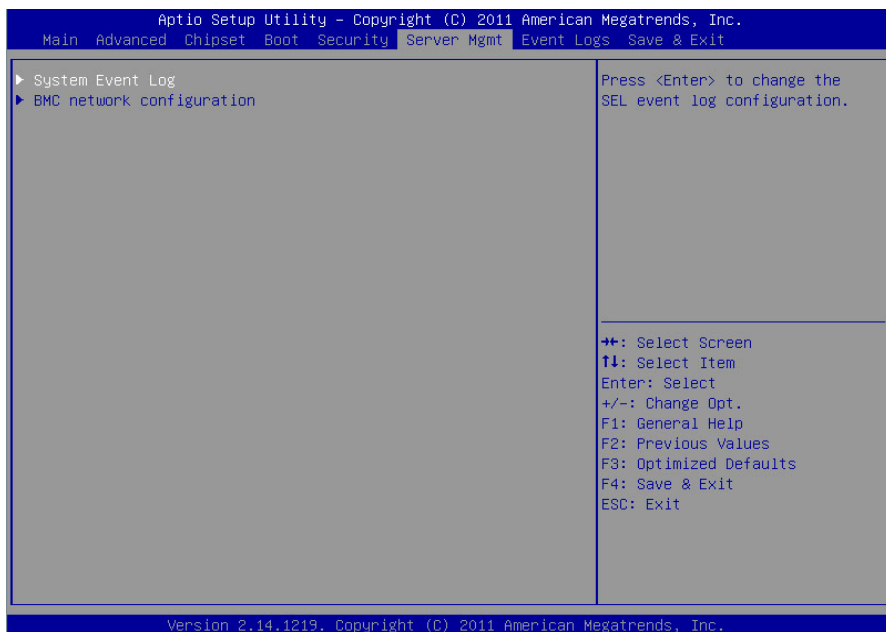 Aptio Setup Utility – Copyright (C) 2011 American Megatrends, Inc.
Main Advanced Chipset Boot Security Server Mgmt Event Logs Save & Exit
▶ System Event Log
▶ BMC network configuration
Press <Enter> to change the
SEL event log configuration.
→←: Select Screen
↑↓: Select Item
Enter: Select
+/-: Change Opt.
F1: General Help
F2: Previous Values
F3: Optimized Defaults
F4: Save & Exit
ESC: Exit
Version 2.14.1219. Copyright (C) 2011 American Megatrends, Inc.